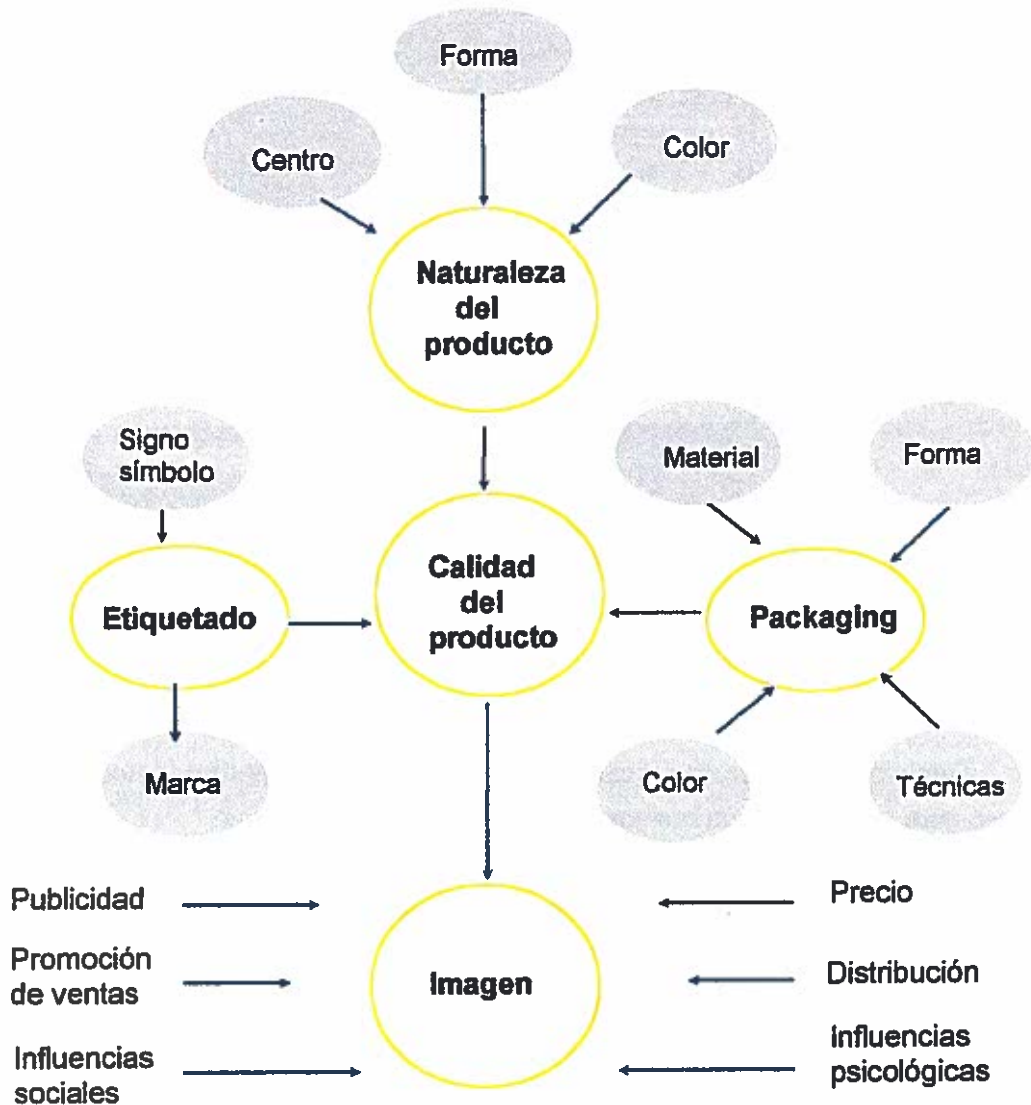 Forma
Centro
Color
Naturaleza
del
producto
Signo
símbolo
Material
Forma
Etiquetado
Calidad
del
producto
Packaging
Marca
Color
Técnicas
Publicidad
Precio
Promoción
de ventas
Imagen
Distribución
Influencias
sociales
Influencias
psicológicas